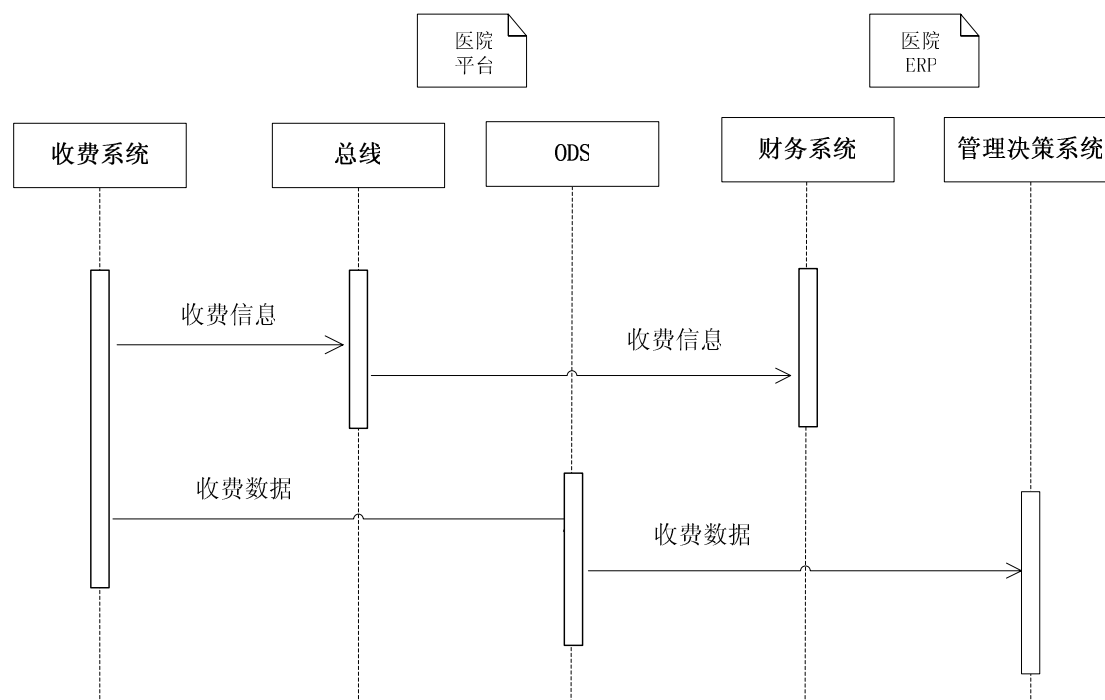 医院
平台
医院
ERP
收费系统
总线
ODS
财务系统
管理决策系统
收费信息
收费信息
收费数据
收费数据